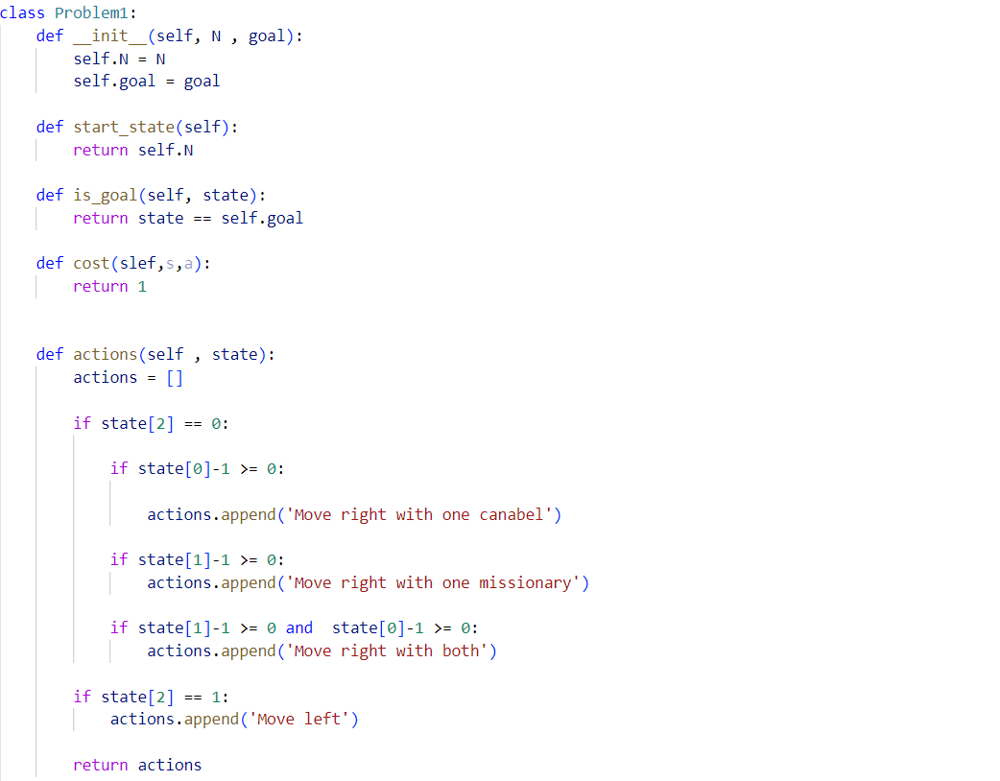 class Problem1:
    def __init__(self, N , goal):
        self.N = N
        self.goal = goal
    def start_state(self):
        return self.N
    def is_goal(self, state):
        return state == self.goal
    def cost(slef,s,a):
        return 1
    def actions(self , state):
        actions = []
        if state[2] == 0:
            if state[0]-1 >= 0:
                actions.append('Move right with one canabel')
            if state[1]-1 >= 0:
                actions.append('Move right with one missionary')
            if state[1]-1 >= 0 and  state[0]-1 >= 0:
                actions.append('Move right with both')
        if state[2] == 1:
            actions.append('Move left')
        return actions